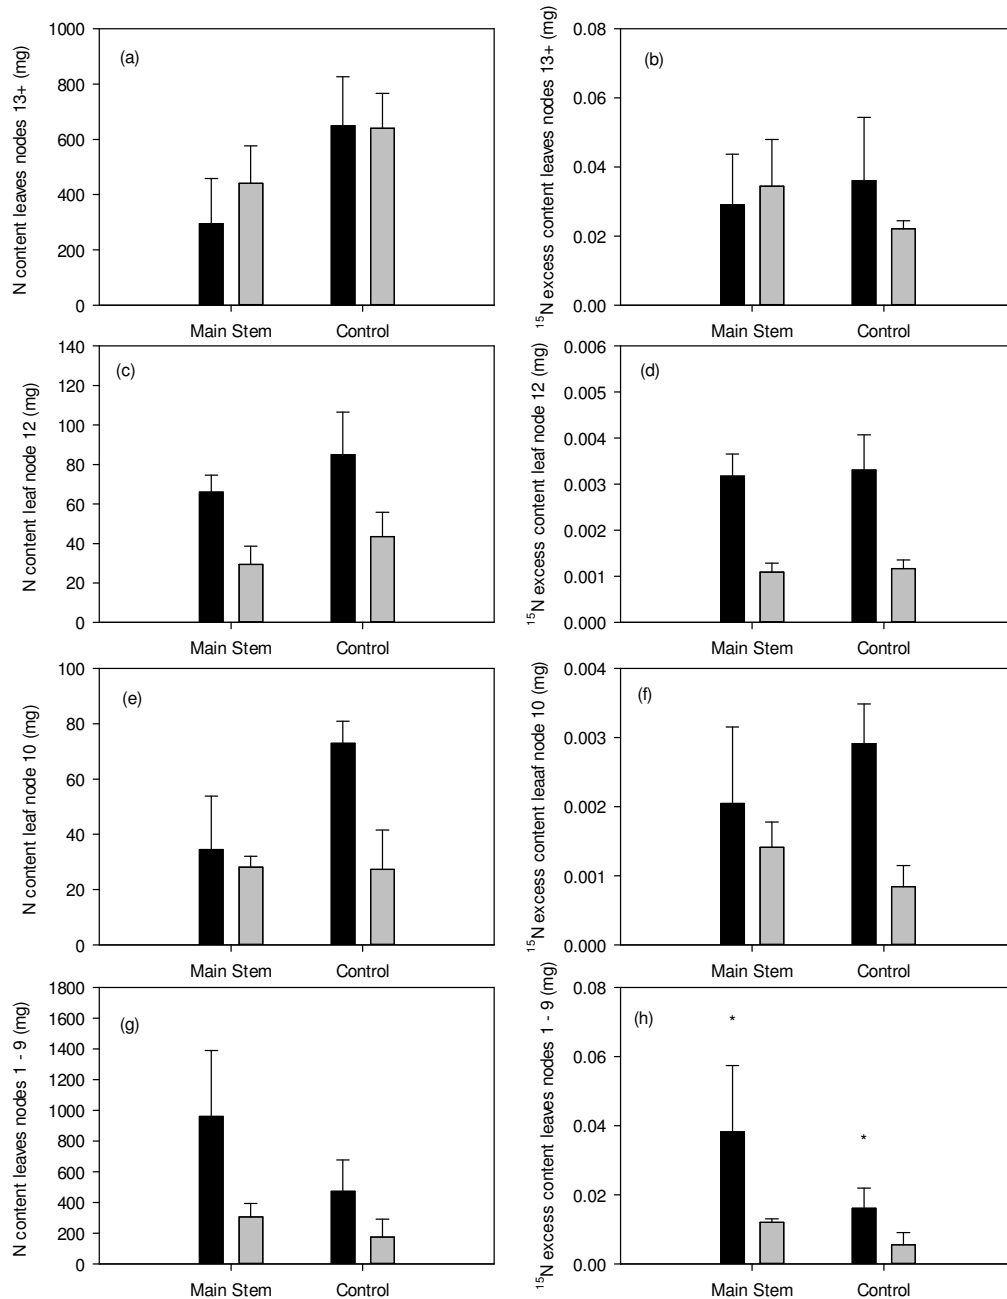 N content leaves nodes 13+ (mg)
1000
800
600
400
200
0
(a)
Main Stem
Control
¹⁵N excess content leaves nodes 13+ (mg)
0.08
0.06
0.04
0.02
0.00
(b)
Main Stem
Control
N content leaf node 12 (mg)
140
120
100
80
60
40
20
0
(c)
Main Stem
Control
¹⁵N excess content leaf node 12 (mg)
0.006
0.005
0.004
0.003
0.002
0.001
0.000
(d)
Main Stem
Control
N content leaf node 10 (mg)
100
80
60
40
20
0
(e)
Main Stem
Control
¹⁵N excess content leaaf node 10 (mg)
0.004
0.003
0.002
0.001
0.000
(f)
Main Stem
Control
N content leaves nodes 1 - 9 (mg)
1800
1600
1400
1200
1000
800
600
400
200
0
(g)
Main Stem
Control
¹⁵N excess content leaves nodes 1 - 9 (mg)
0.08
0.06
0.04
0.02
0.00
(h)
*
*
Main Stem
Control